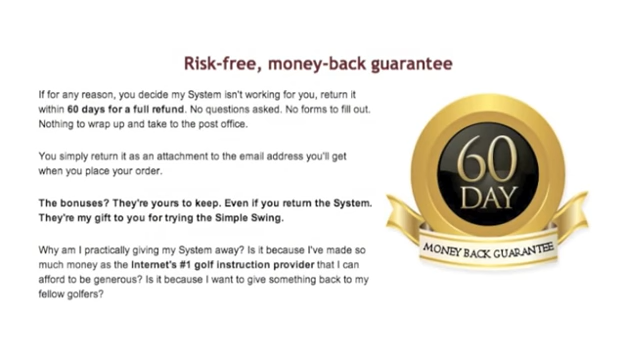 Risk-free, money-back guarantee
If for any reason, you decide my System isn't working for you, return it
within 60 days for a full refund. No questions asked. No forms to fill out.
Nothing to wrap up and take to the post office.
You simply return it as an attachment to the email address you'll get
when you place your order.
The bonuses? They're yours to keep. Even if you return the System.
They're my gift to you for trying the Simple Swing.
Why am I practically giving my System away? Is it because I've made so
much money as the Internet's #1 golf instruction provider that I can
afford to be generous? Is it because I want to give something back to my
fellow golfers?
60
DAY
MONEY BACK GUARANTEE